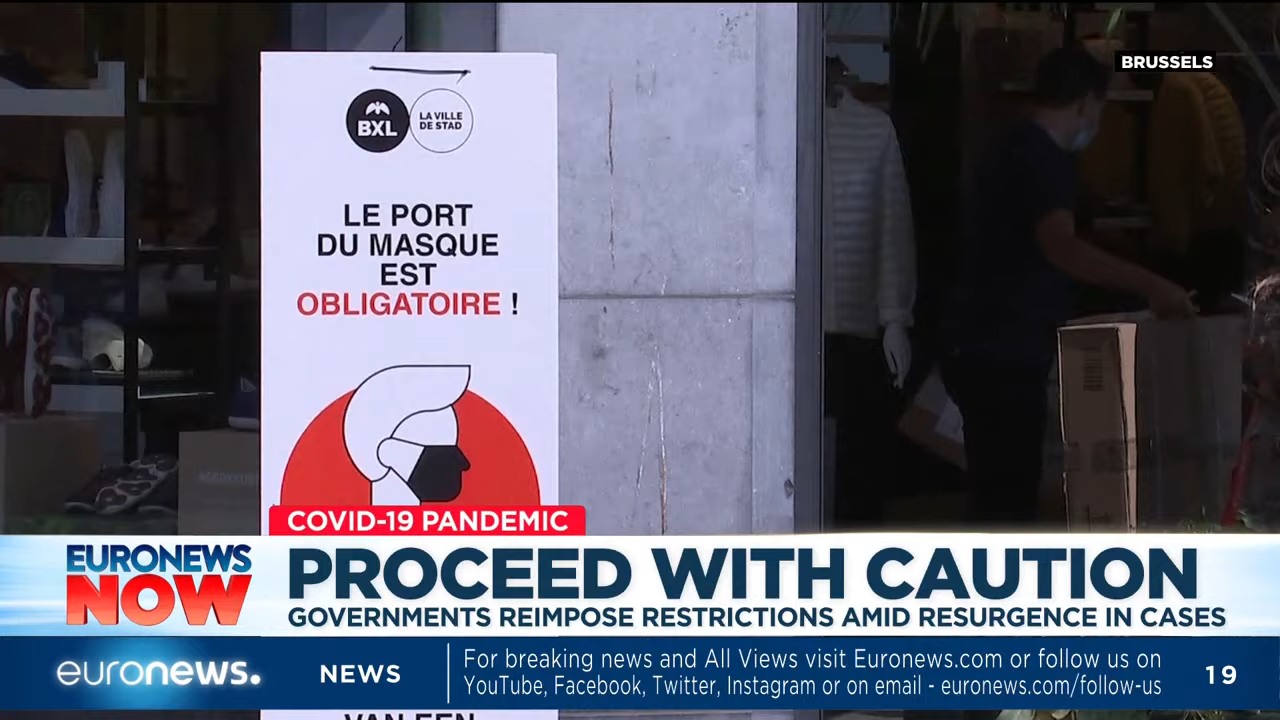 BRUSSELS
BXL
LA VILLE
DE STAD
LE PORT
DU MASQUE
EST
OBLIGATOIRE !
COVID-19 PANDEMIC
EURONEWS
NOW
PROCEED WITH CAUTION
GOVERNMENTS REIMPOSE RESTRICTIONS AMID RESURGENCE IN CASES
euronews.
NEWS
For breaking news and All Views visit Euronews.com or follow us on
YouTube, Facebook, Twitter, Instagram or on email - euronews.com/follow-us
19
VAN EEN